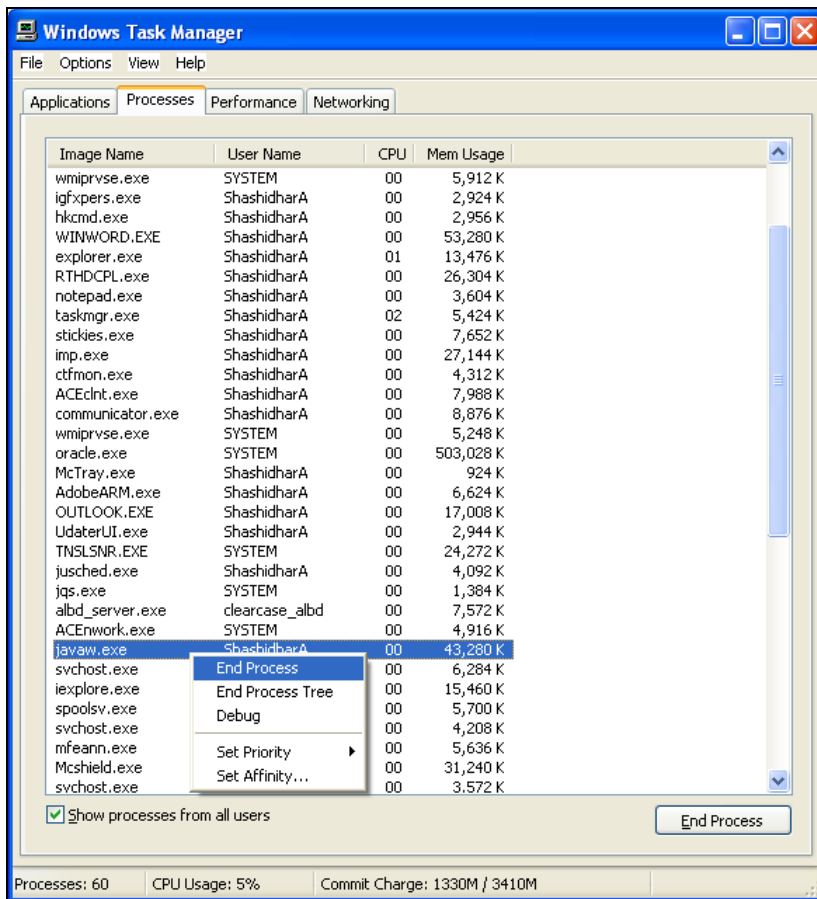 Windows Task Manager
File Options View Help
Applications Processes Performance Networking
Image Name User Name CPU Mem Usage
wmiprvse.exe SYSTEM 00 5,912 K
igfxpers.exe ShashidharA 00 2,924 K
hkcmd.exe ShashidharA 00 2,956 K
WINWORD.EXE ShashidharA 00 53,280 K
explorer.exe ShashidharA 01 13,476 K
RTHDCPL.exe ShashidharA 00 26,304 K
notepad.exe ShashidharA 00 3,604 K
taskmgr.exe ShashidharA 02 5,424 K
stickies.exe ShashidharA 00 7,652 K
imp.exe ShashidharA 00 27,144 K
ctfmon.exe ShashidharA 00 4,312 K
ACEclnt.exe ShashidharA 00 7,988 K
communicator.exe ShashidharA 00 8,876 K
wmiprvse.exe SYSTEM 00 5,248 K
oracle.exe SYSTEM 00 503,028 K
McTray.exe ShashidharA 00 924 K
AdobeARM.exe ShashidharA 00 6,624 K
OUTLOOK.EXE ShashidharA 00 17,008 K
UdaterUI.exe ShashidharA 00 2,944 K
TNSLSNR.EXE SYSTEM 00 24,272 K
jusched.exe ShashidharA 00 4,092 K
jqs.exe SYSTEM 00 1,384 K
albd_server.exe clearcase_albd 00 7,572 K
ACEnwork.exe SYSTEM 00 4,916 K
javaw.exe ShashidharA 00 43,280 K
svchost.exe End Process 00 6,284 K
iexplore.exe End Process Tree 00 15,460 K
spoolsv.exe Debug 00 5,700 K
svchost.exe 00 4,208 K
mfeann.exe Set Priority 00 5,636 K
Mcshield.exe Set Affinity... 00 31,240 K
svchost.exe 00 3,572 K
Show processes from all users End Process
Processes: 60 CPU Usage: 5% Commit Charge: 1330M / 3410M